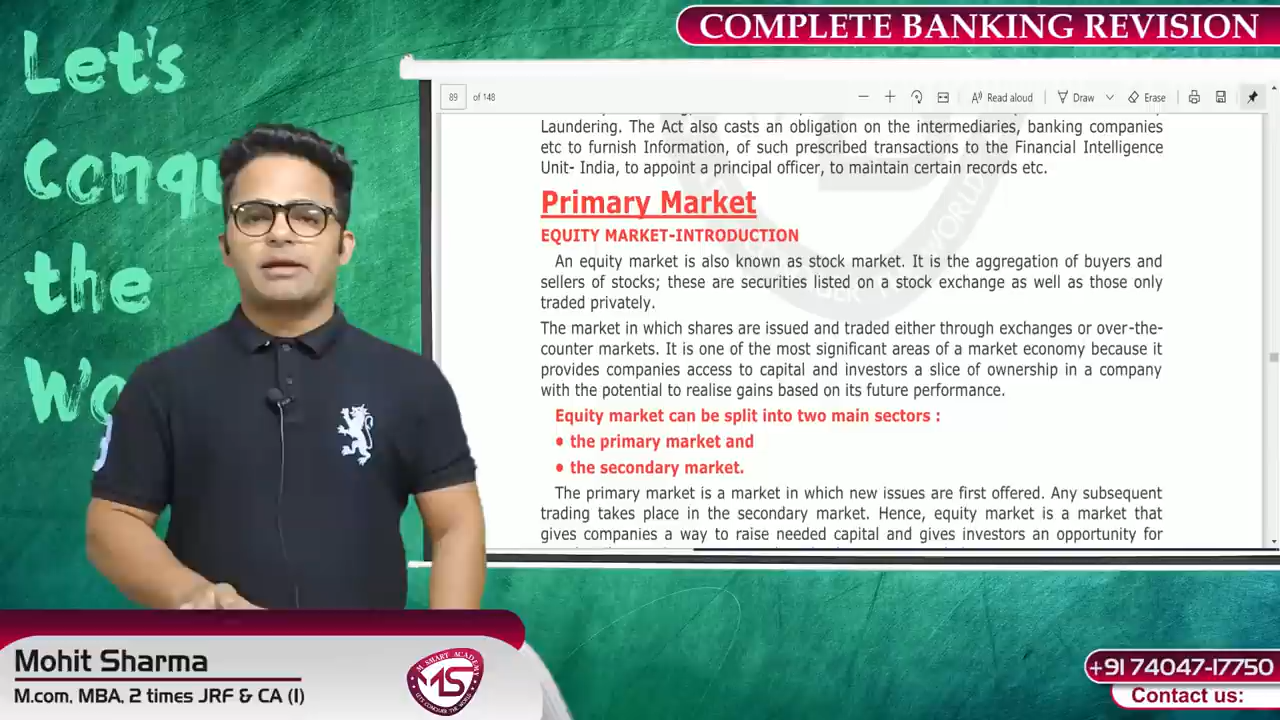 COMPLETE BANKING REVISION
Let's
Conqu
the
Wo
89 of 148
Read aloud
Draw
Erase
Laundering. The Act also casts an obligation on the intermediaries, banking companies
etc to furnish Information, of such prescribed transactions to the Financial Intelligence
Unit- India, to appoint a principal officer, to maintain certain records etc.
Primary Market
EQUITY MARKET-INTRODUCTION
An equity market is also known as stock market. It is the aggregation of buyers and
sellers of stocks; these are securities listed on a stock exchange as well as those only
traded privately.
The market in which shares are issued and traded either through exchanges or over-the-
counter markets. It is one of the most significant areas of a market economy because it
provides companies access to capital and investors a slice of ownership in a company
with the potential to realise gains based on its future performance.
Equity market can be split into two main sectors :
• the primary market and
• the secondary market.
The primary market is a market in which new issues are first offered. Any subsequent
trading takes place in the secondary market. Hence, equity market is a market that
gives companies a way to raise needed capital and gives investors an opportunity for
Mohit Sharma
M.com, MBA, 2 times JRF & CA (I)
M SMART ACADEMY
MS
LETS CONQUER THE WORLD
+91 74047-17750
Contact us: